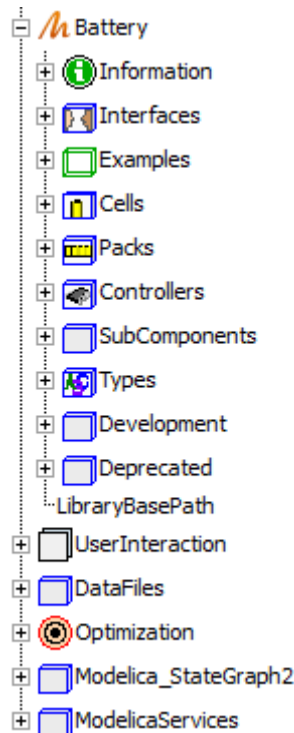 Battery
Information
Interfaces
Examples
Cells
Packs
Controllers
SubComponents
Types
Development
Deprecated
LibraryBasePath
UserInteraction
DataFiles
Optimization
Modelica_StateGraph2
ModelicaServices